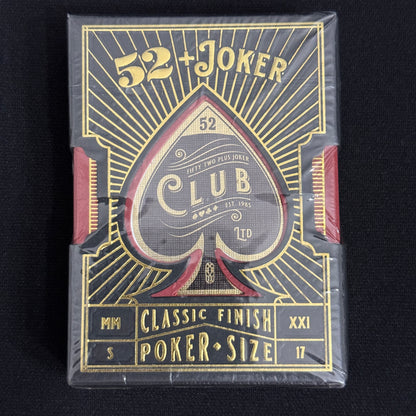 52 + JOKER
52
FIFTY TWO PLUS JOKER
CLUB
EST. 1985
LTD
MM CLASSIC FINISH XXI
S POKER • SIZE 17